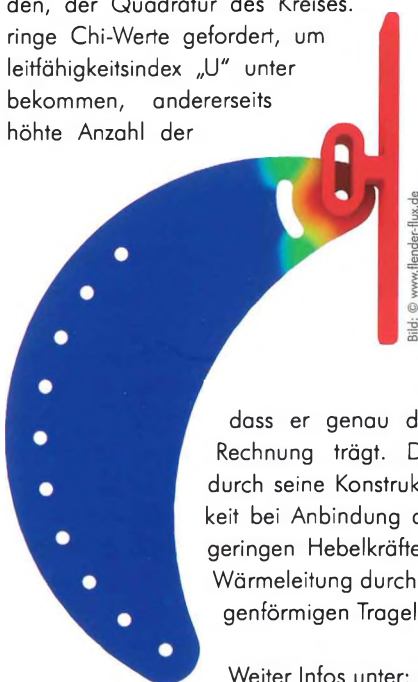 den, der Quadratur des Kreises.
ringe Chi-Werte gefordert, um
leitfähigkeitsindex „U" unter
bekommen, andererseits
höhte Anzahl der
Bild: © www.flender-flux.de
dass er genau d
Rechnung trägt. D
durch seine Konstruk
keit bei Anbindung
geringen Hebelkräfte
Wärmeleitung durch
genförmigen Tragel
Weiter Infos unter: